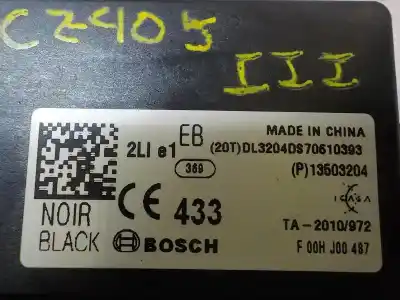 CZ405
III
2LI e1 EB MADE IN CHINA
(20T)DL3204DS70610393
369
(P)13503204
NOIR CE 433 ICASA
BLACK BOSCH TA-2010/972
F 00H J00 487